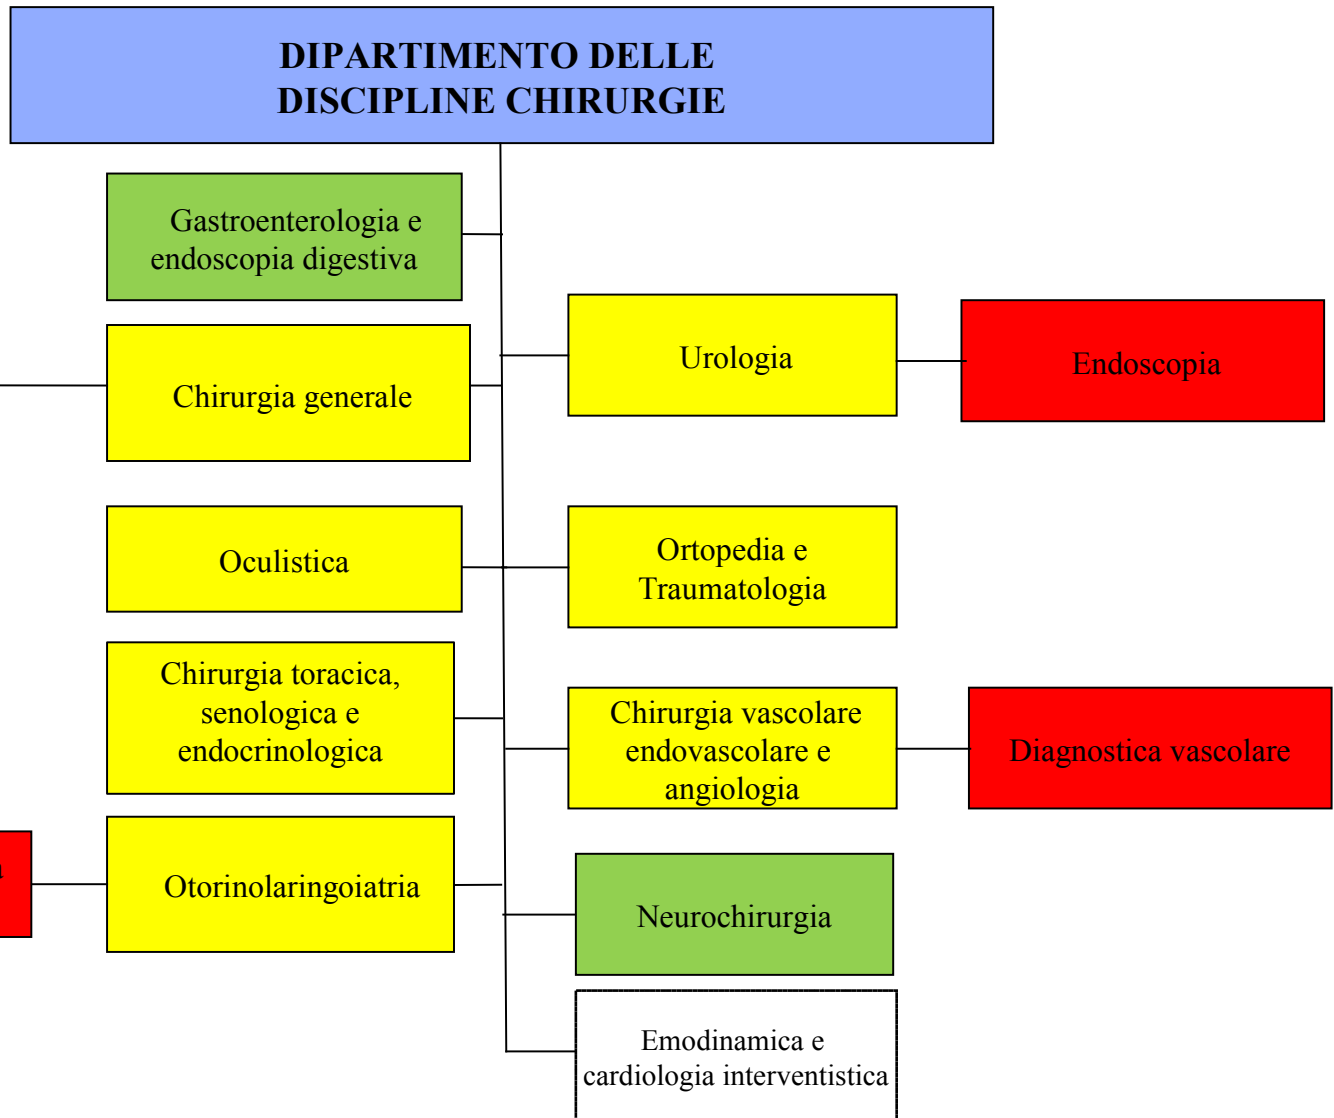 DIPARTIMENTO DELLE
DISCIPLINE CHIRURGIE
Gastroenterologia e
endoscopia digestiva
Urologia
Endoscopia
Chirurgia generale
Oculistica
Ortopedia e
Traumatologia
Chirurgia toracica,
senologica e
endocrinologica
Chirurgia vascolare
endovascolare e
angiologia
Diagnostica vascolare
Otorinolaringoiatria
Neurochirurgia
Emodinamica e
cardiologia interventistica